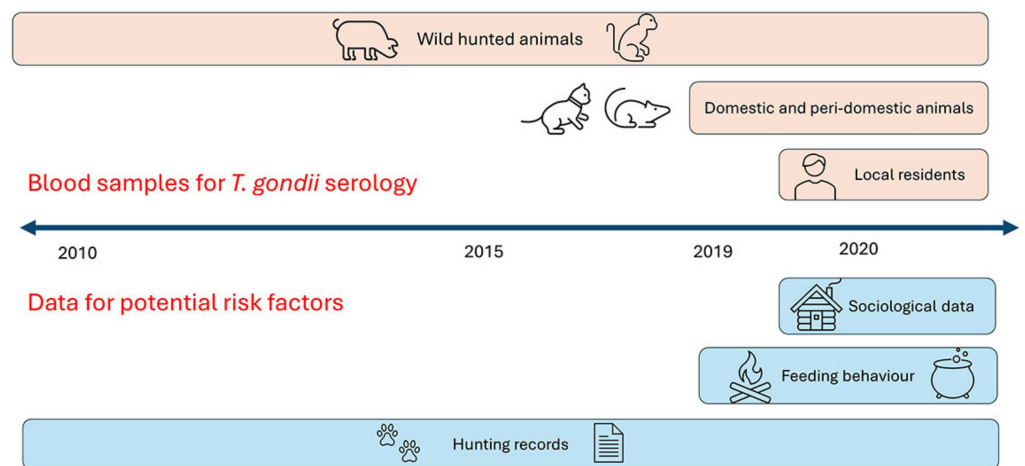 Wild hunted animals
Domestic and peri-domestic animals
Local residents
Blood samples for T. gondii serology
2010
2015
2019
2020
Data for potential risk factors
Sociological data
Feeding behaviour
Hunting records